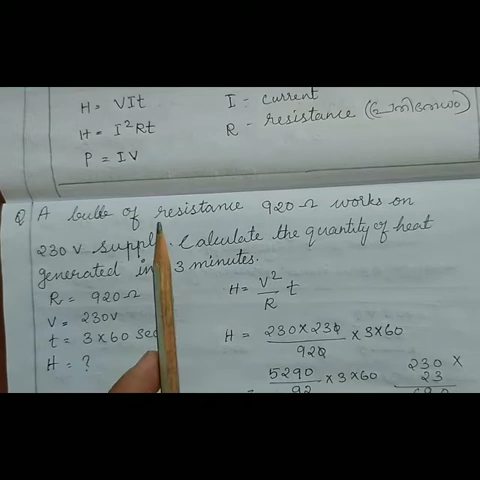 H = VIt
I - current
H = I²Rt
R - resistance (പ്രതിരോധം)
P = IV
Q A bulb of resistance 920 Ω works on
230 V supply. Calculate the quantity of heat
generated in 3 minutes.
R = 920 Ω
V = 230V
t = 3 × 60 sec
H = ?
H = V²/R t
H = 230 × 230 / 920 × 3 × 60
= 5290 / 92 × 3 × 60
230 ×
23